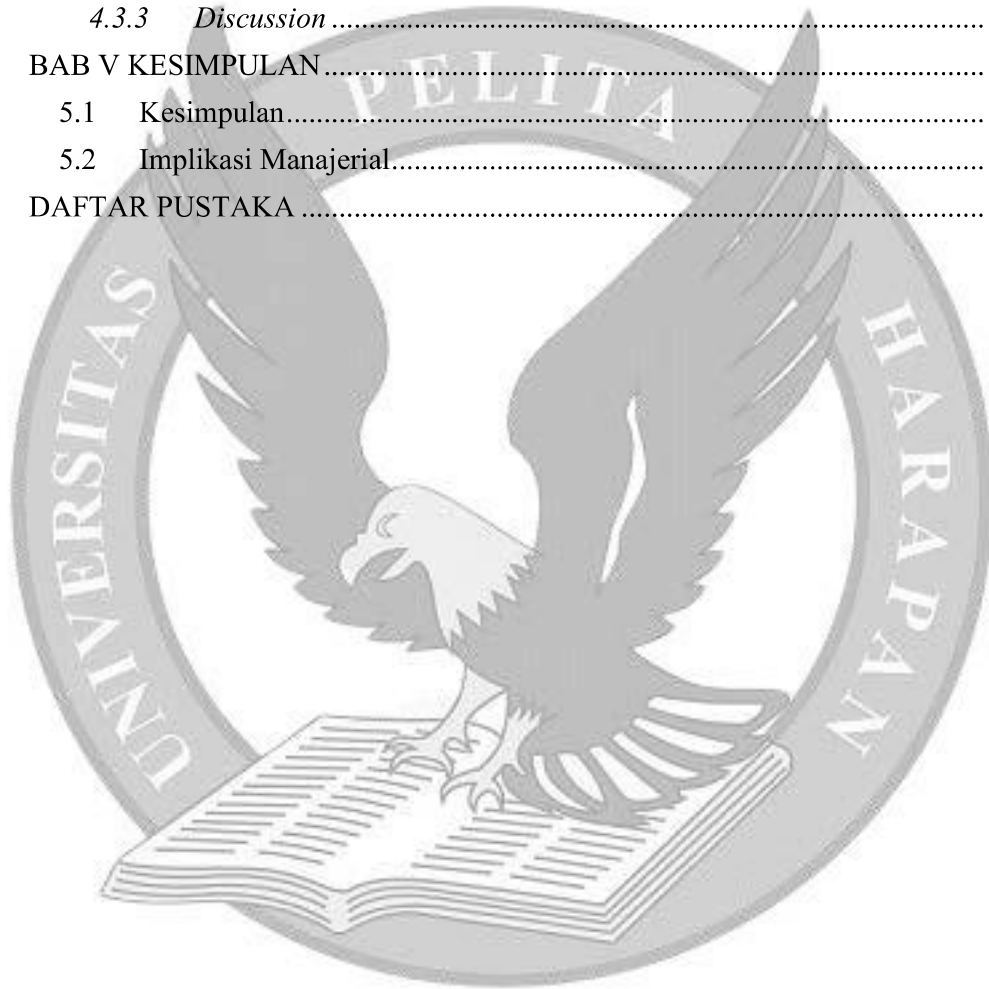 4.3.3 Discussion ........................................................................................
BAB V KESIMPULAN ........................................................................................
5.1 Kesimpulan ........................................................................................
5.2 Implikasi Manajerial ........................................................................................
DAFTAR PUSTAKA ........................................................................................
UNIVERSITAS PELITA HARAPAN